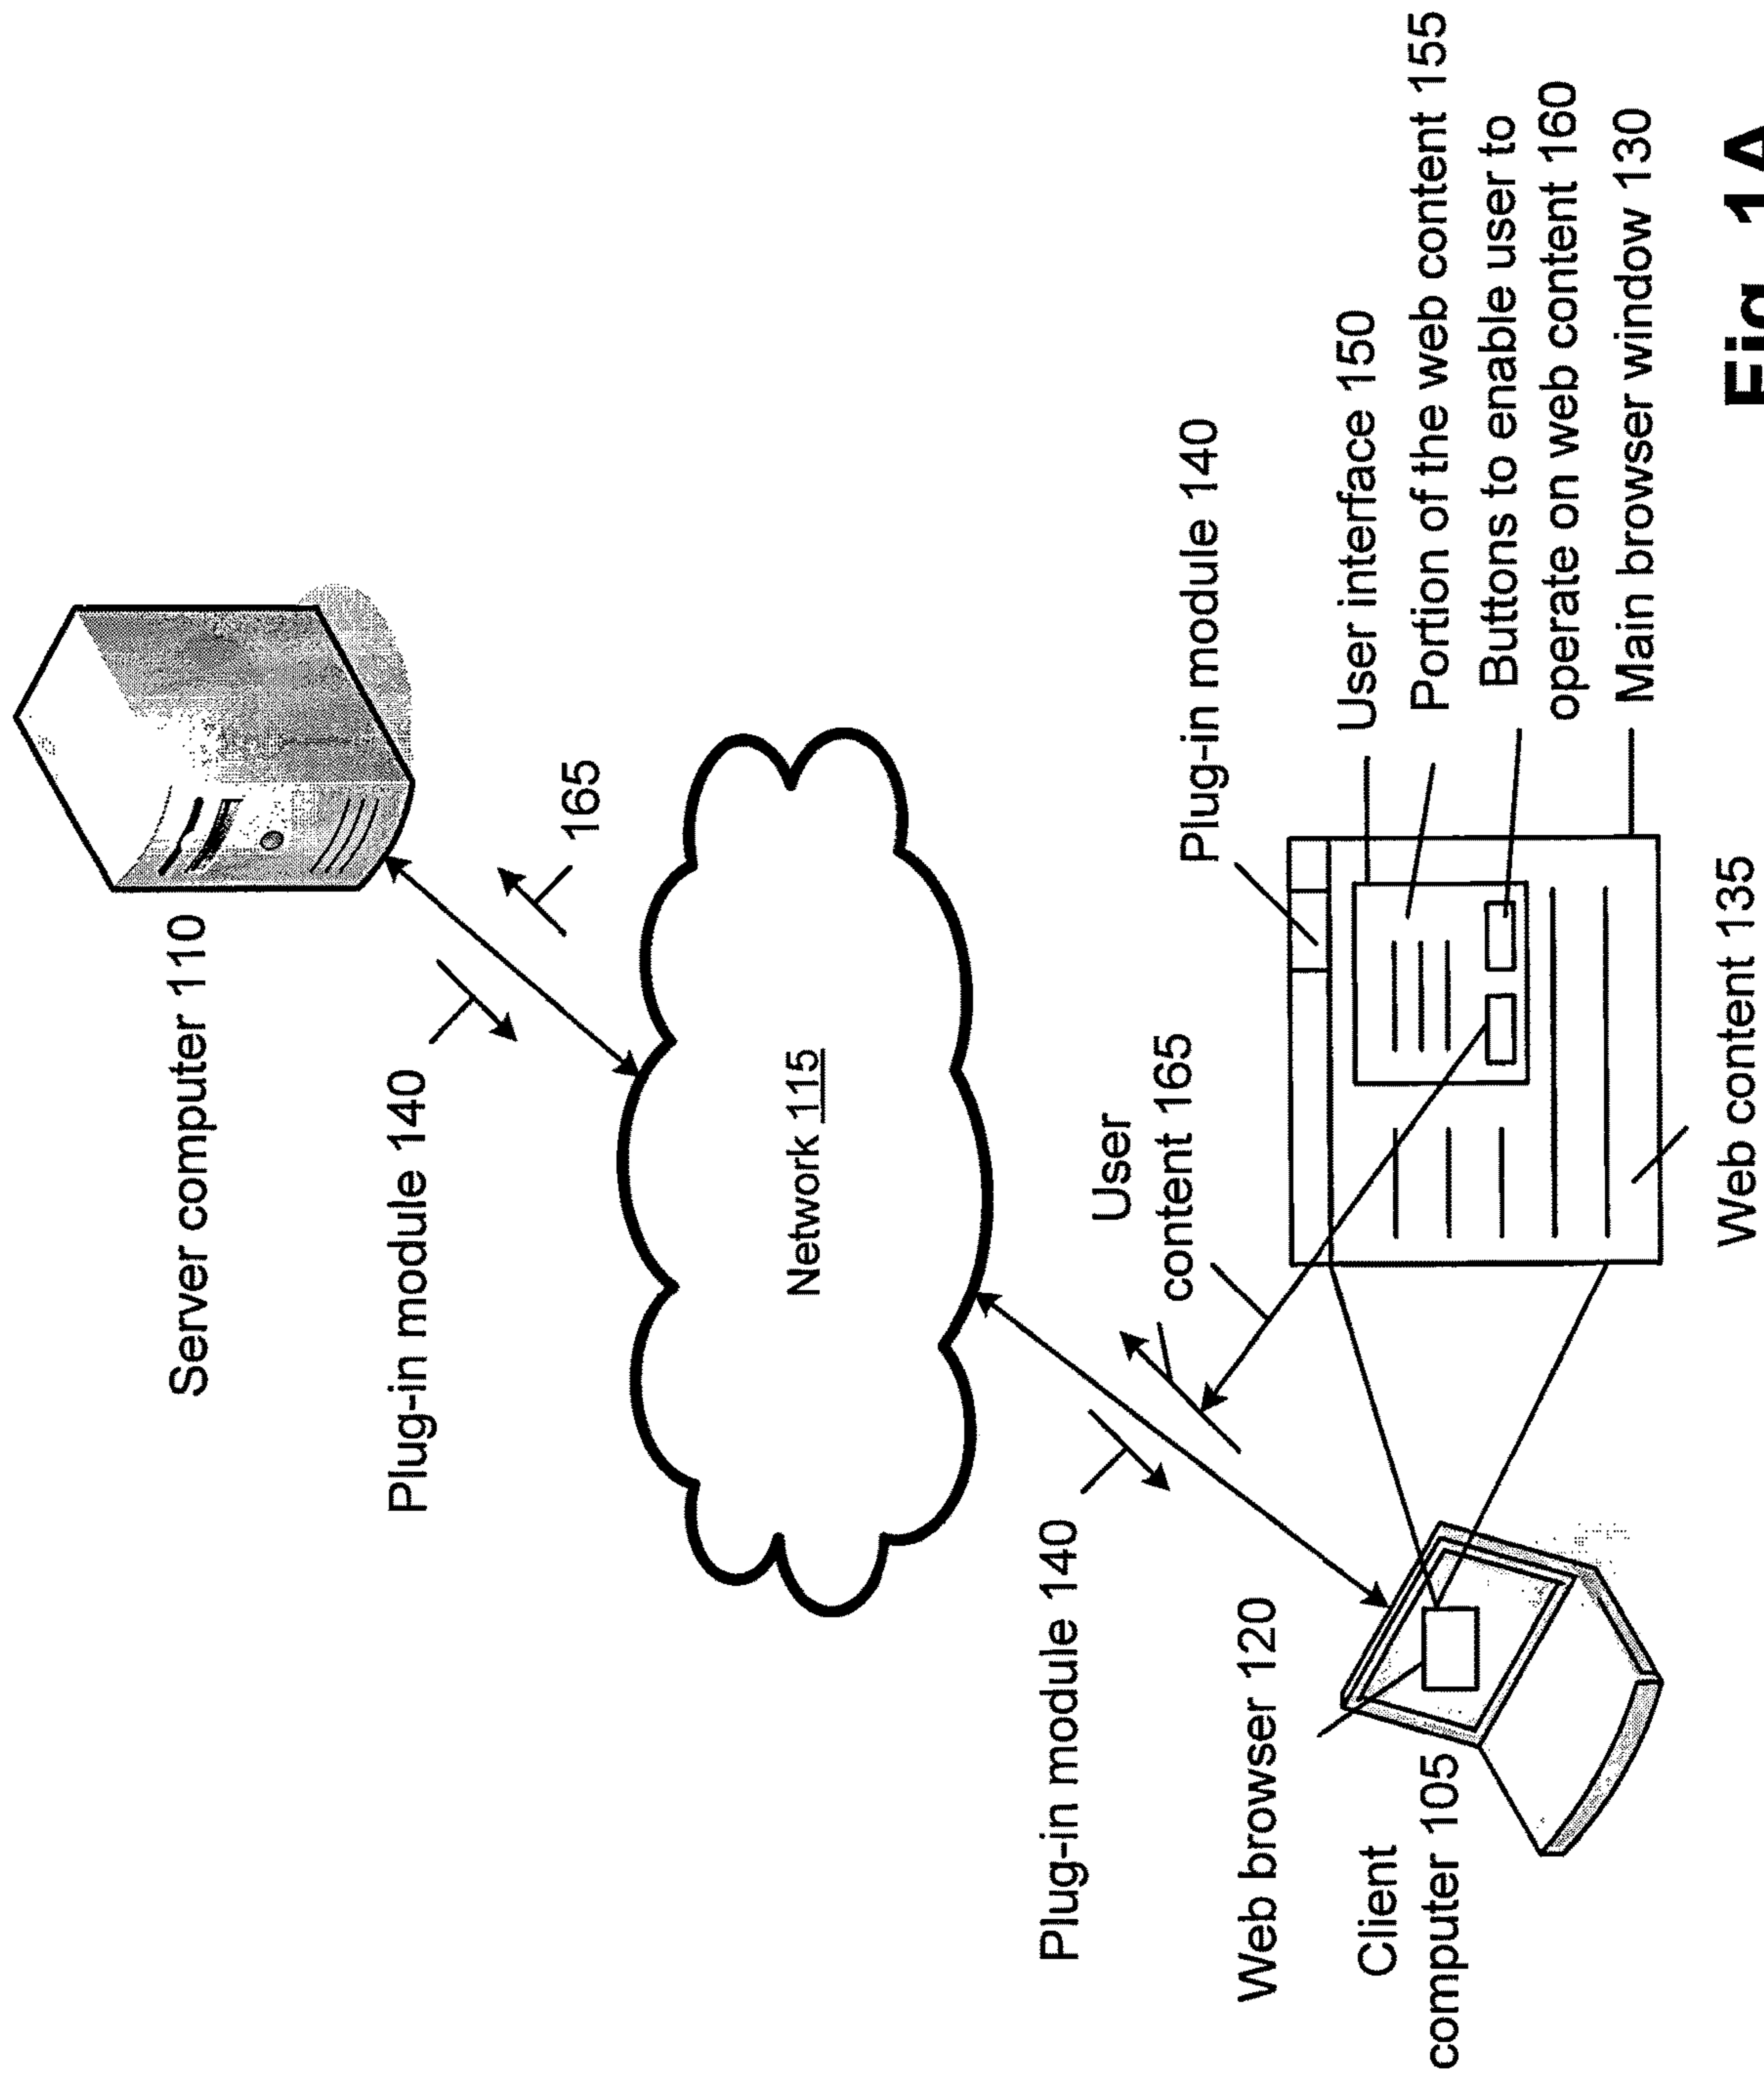 Server computer 110
Plug-in module 140
165
Network 115
Plug-in module 140
User
content 165
Web browser 120
Client
computer 105
Plug-in module 140
User interface 150
Portion of the web content 155
Buttons to enable user to
operate on web content 160
Main browser window 130
Web content 135
Fig. 1A